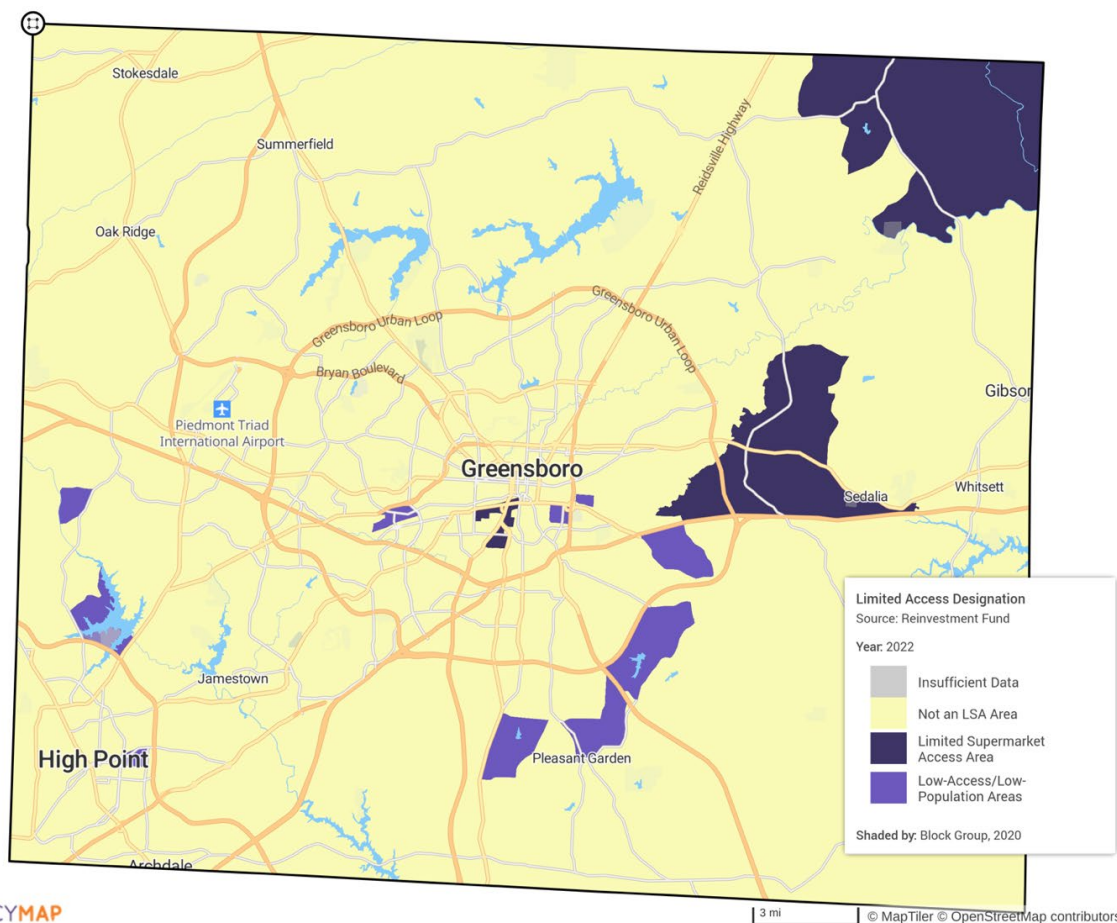 Stokesdale
Summerfield
Reidsville Highway
Oak Ridge
Greensboro Urban Loop
Greensboro Urban Loop
Bryan Boulevard
Gibson
Piedmont Triad
International Airport
Greensboro
Whitsett
Sedalia
Limited Access Designation
Source: Reinvestment Fund
Year: 2022
Insufficient Data
Not an LSA Area
Limited Supermarket
Access Area
Low-Access/Low-
Population Areas
Shaded by: Block Group, 2020
Jamestown
High Point
Pleasant Garden
Archdale
CYMAP
3 mi
© MapTiler © OpenStreetMap contributors